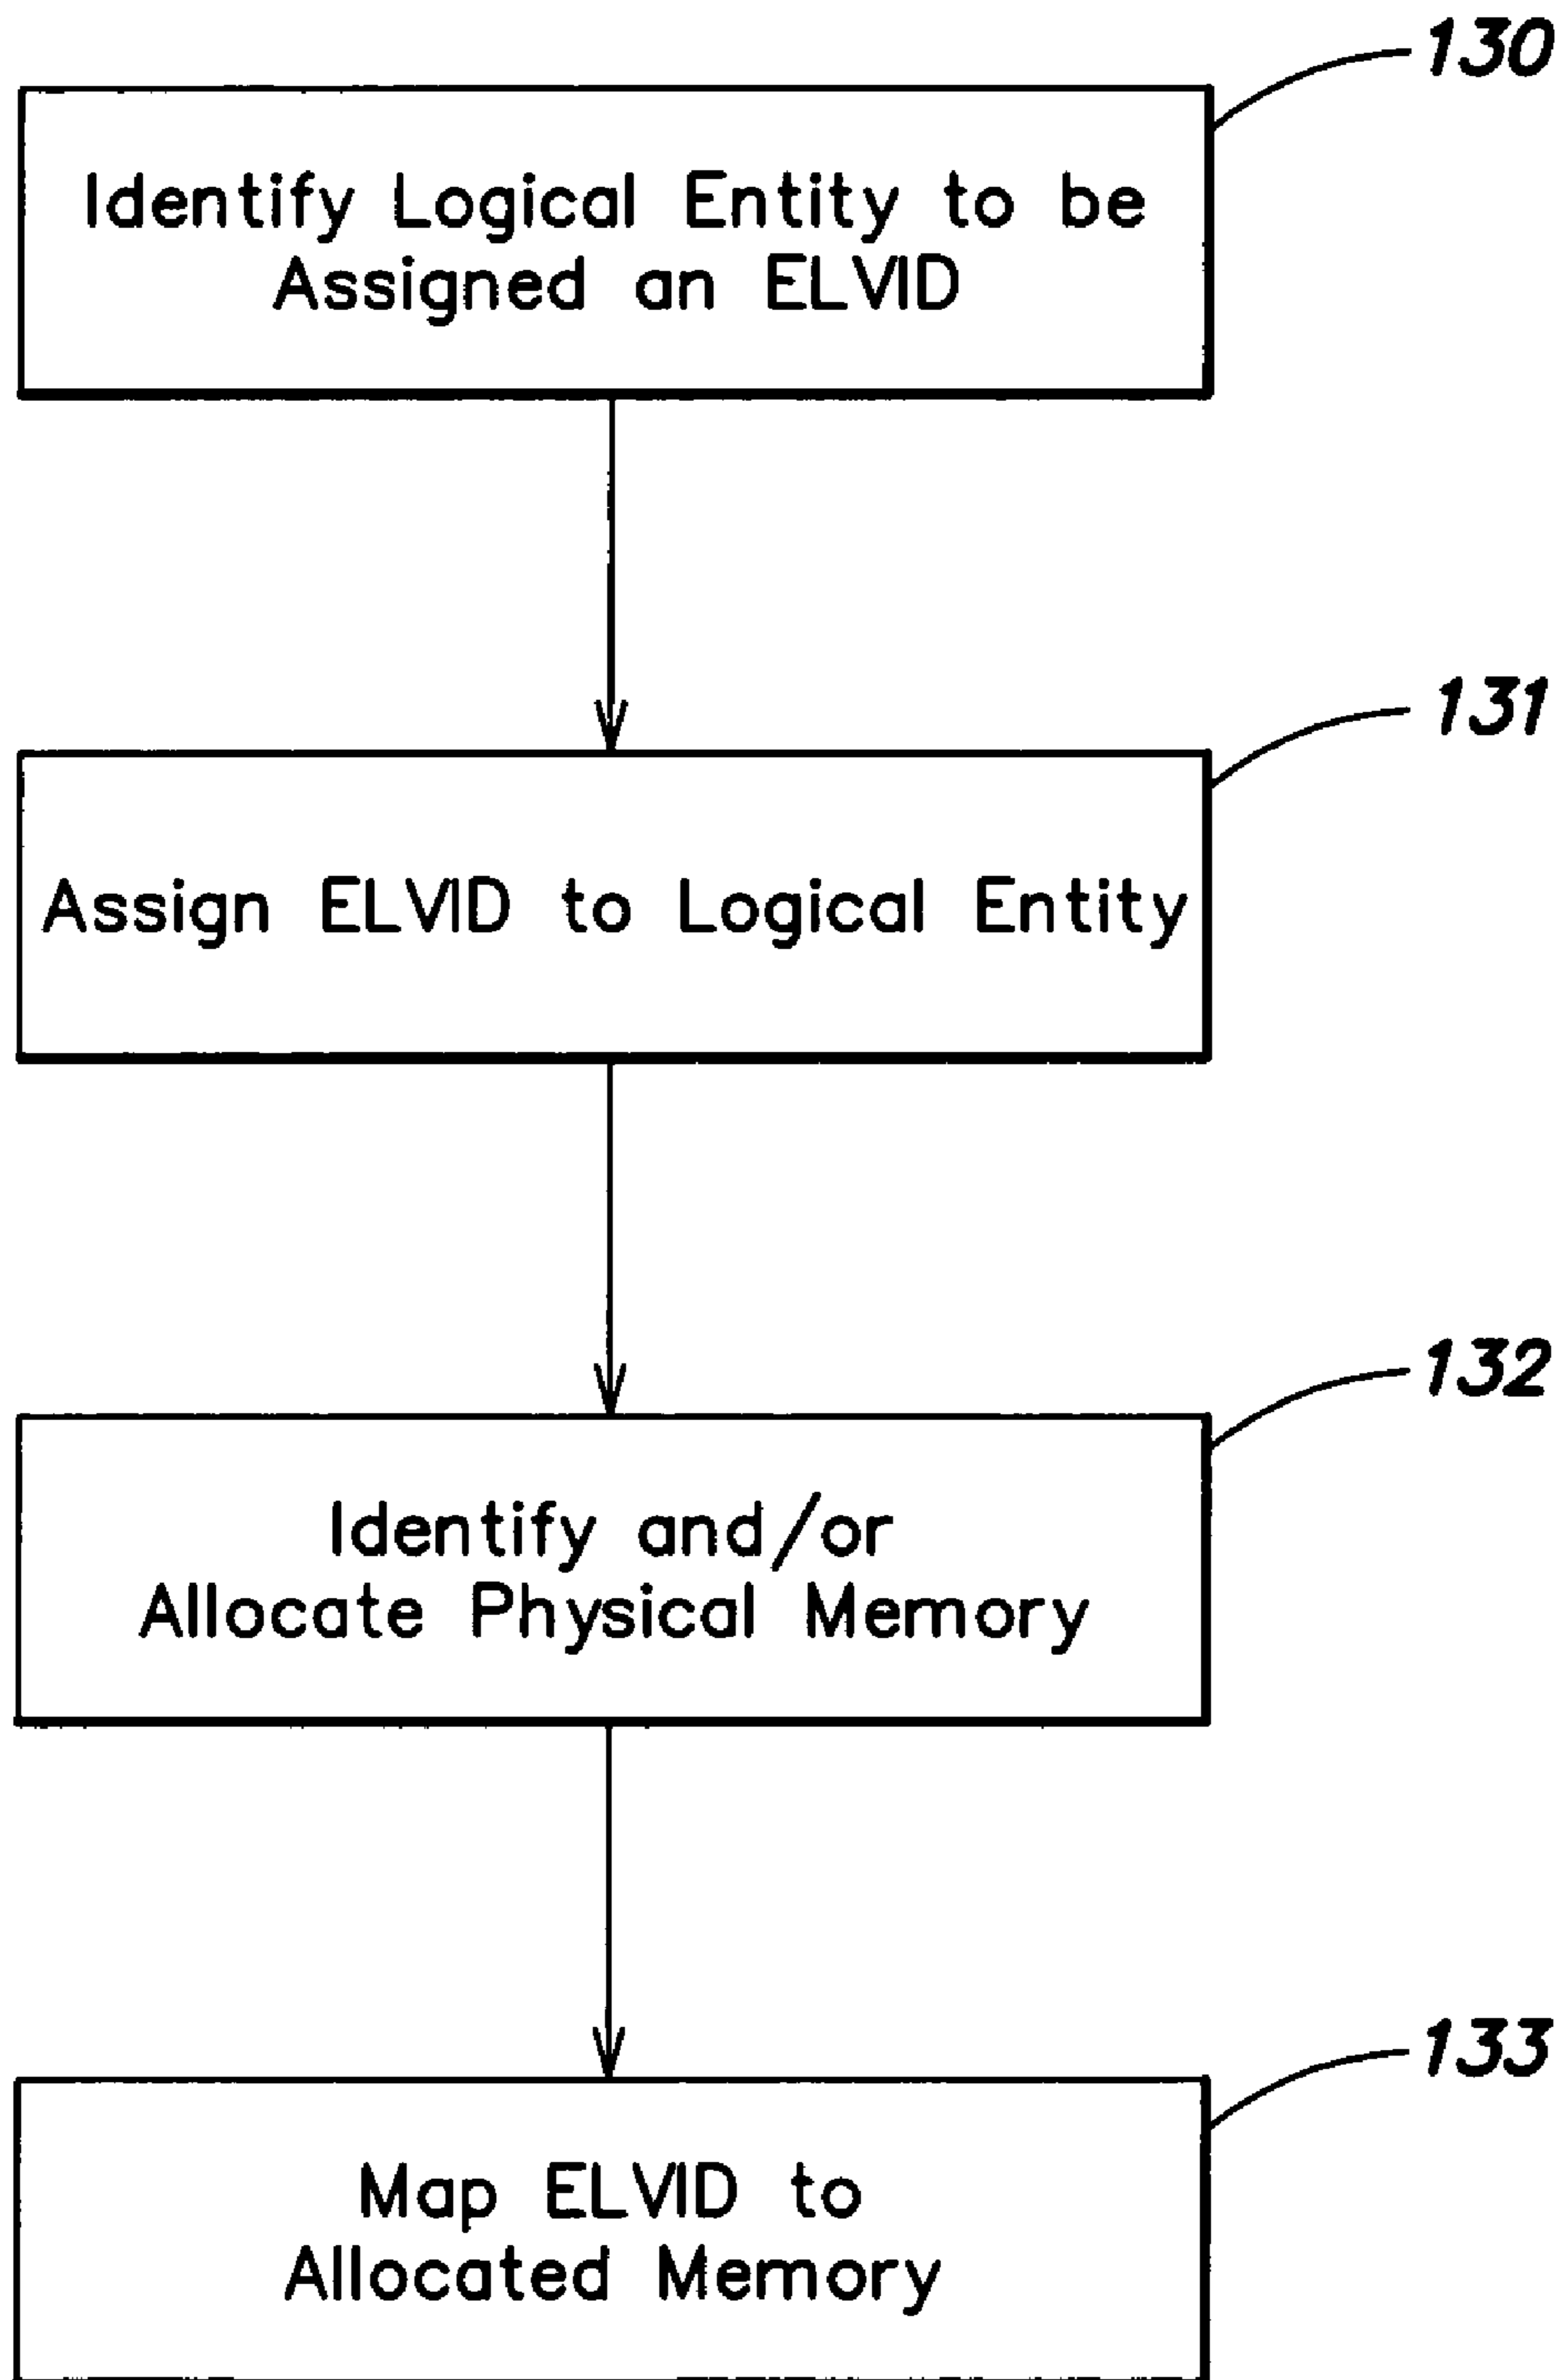 130
Identify Logical Entity to be
Assigned an ELVID
131
Assign ELVID to Logical Entity
132
Identify and/or
Allocate Physical Memory
133
Map ELVID to
Allocated Memory